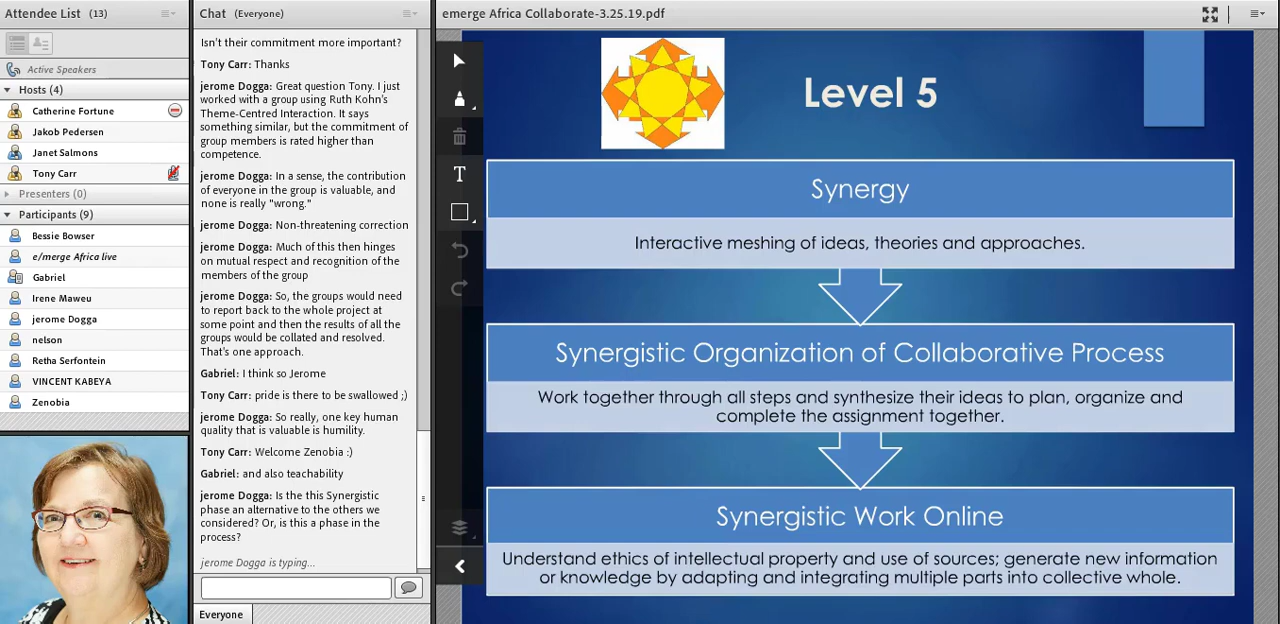 Attendee List (13)
Active Speakers
Hosts (4)
Catherine Fortune
Jakob Pedersen
Janet Salmons
Tony Carr
Presenters (0)
Participants (9)
Bessie Bowser
e/merge Africa live
Gabriel
Irene Maweu
jerome Dogga
nelson
Retha Serfontein
VINCENT KABEYA
Zenobia
Chat (Everyone)
Isn't their commitment more important?
Tony Carr: Thanks
jerome Dogga: Great question Tony. I just
worked with a group using Ruth Kohn's
Theme-Centred Interaction. It says
something similar, but the commitment of
group members is rated higher than
competence.
jerome Dogga: In a sense, the contribution
of everyone in the group is valuable, and
none is really "wrong."
jerome Dogga: Non-threatening correction
jerome Dogga: Much of this then hinges
on mutual respect and recognition of the
members of the group
jerome Dogga: So, the groups would need
to report back to the whole project at
some point and then the results of all the
groups would be collated and resolved.
That's one approach.
Gabriel: I think so Jerome
Tony Carr: pride is there to be swallowed ;)
jerome Dogga: So really, one key human
quality that is valuable is humility.
Tony Carr: Welcome Zenobia :)
Gabriel: and also teachability
jerome Dogga: Is the this Synergistic
phase an alternative to the others we
considered? Or, is this a phase in the
process?
jerome Dogga is typing...
Everyone
emerge Africa Collaborate-3.25.19.pdf
T
Level 5
Synergy
Interactive meshing of ideas, theories and approaches.
Synergistic Organization of Collaborative Process
Work together through all steps and synthesize their ideas to plan, organize and
complete the assignment together.
Synergistic Work Online
Understand ethics of intellectual property and use of sources; generate new information
or knowledge by adapting and integrating multiple parts into collective whole.